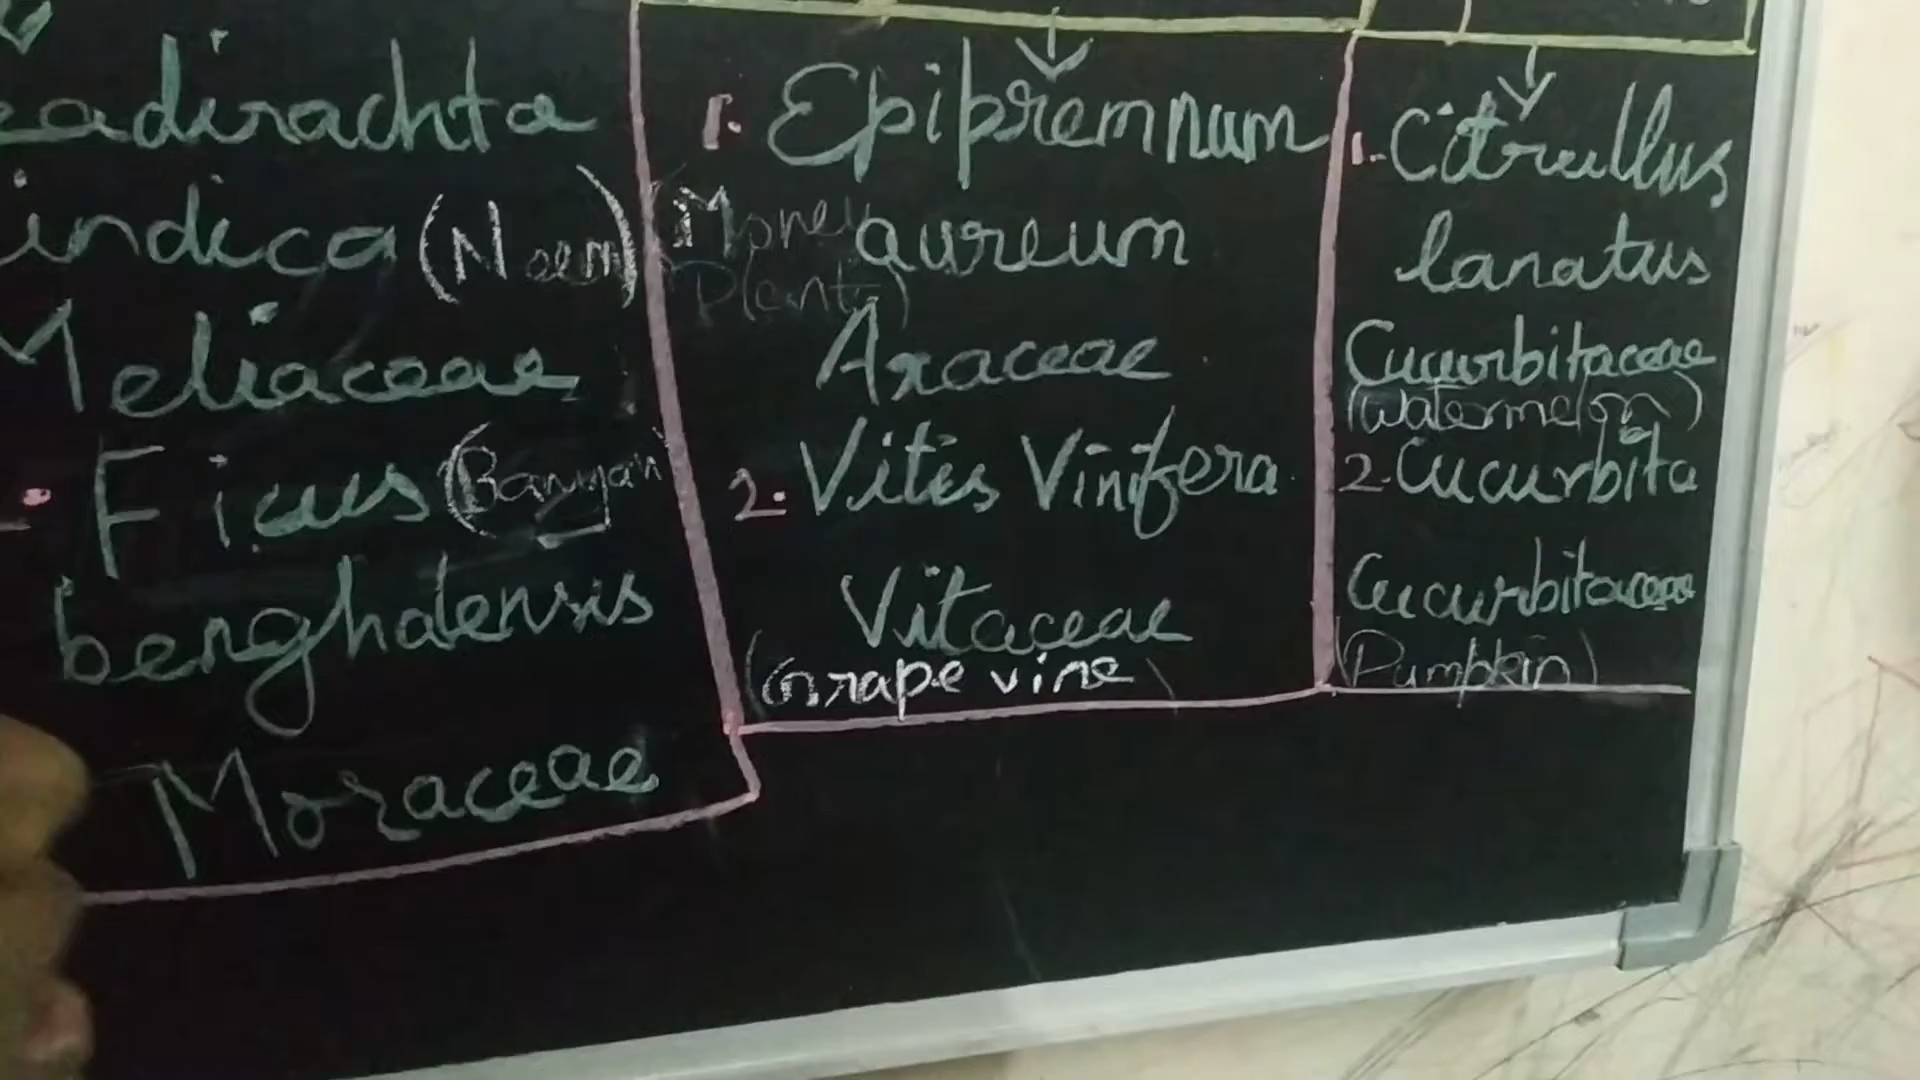 eadirachta
indica (Neem)
Meliaceae
Ficus (Banyan)
benghalensis
Moraceae
1. Epipremnum
(Money aureum
Plant)
Araceae
2. Vites Vinifera
Vitaceae
(Grape vine)
1. Citrullus
lanatus
Cucurbitaceae
(watermelon)
2. Cucurbita
Cucurbitaceae
(Pumpkin)